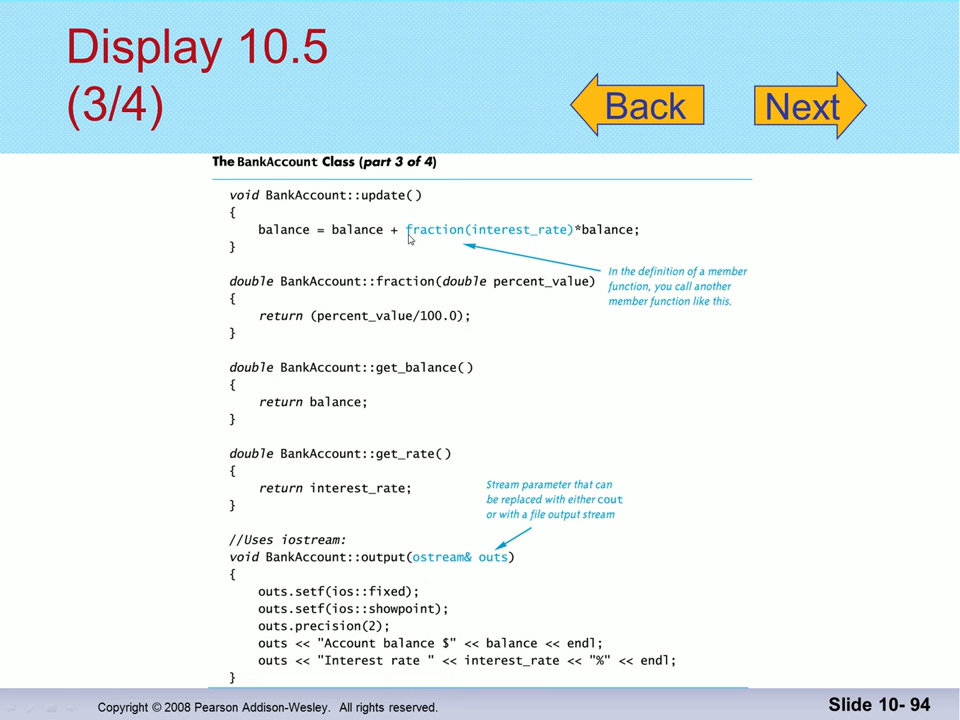 Display 10.5
(3/4)
Back
Next
The BankAccount Class (part 3 of 4)
void BankAccount::update()
{
    balance = balance + fraction(interest_rate)*balance;
}
In the definition of a member
function, you call another
member function like this.
double BankAccount::fraction(double percent_value)
{
    return (percent_value/100.0);
}
double BankAccount::get_balance()
{
    return balance;
}
double BankAccount::get_rate()
{
    return interest_rate;
}
Stream parameter that can
be replaced with either cout
or with a file output stream
//Uses iostream:
void BankAccount::output(ostream& outs)
{
    outs.setf(ios::fixed);
    outs.setf(ios::showpoint);
    outs.precision(2);
    outs << "Account balance $" << balance << endl;
    outs << "Interest rate " << interest_rate << "%" << endl;
}
Copyright © 2008 Pearson Addison-Wesley. All rights reserved.
Slide 10- 94